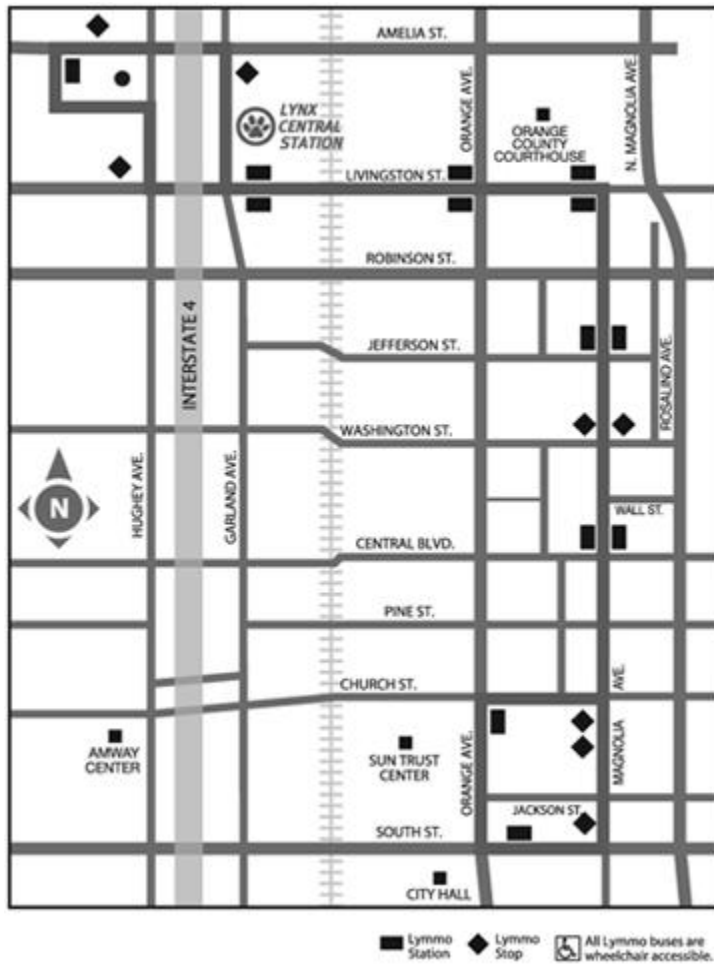 AMELIA ST.
LYNX
CENTRAL
STATION
ORANGE AVE.
ORANGE
COUNTY
COURTHOUSE
N. MAGNOLIA AVE.
LIVINGSTON ST.
ROBINSON ST.
INTERSTATE 4
JEFFERSON ST.
ROSALIND AVE.
WASHINGTON ST.
N
HUGHEY AVE.
GARLAND AVE.
WALL ST.
CENTRAL BLVD.
PINE ST.
CHURCH ST.
AMWAY
CENTER
SUN TRUST
CENTER
ORANGE AVE.
MAGNOLIA AVE.
JACKSON ST.
SOUTH ST.
CITY HALL
Lymmo
Station
Lymmo
Stop
All Lymmo buses are
wheelchair accessible.